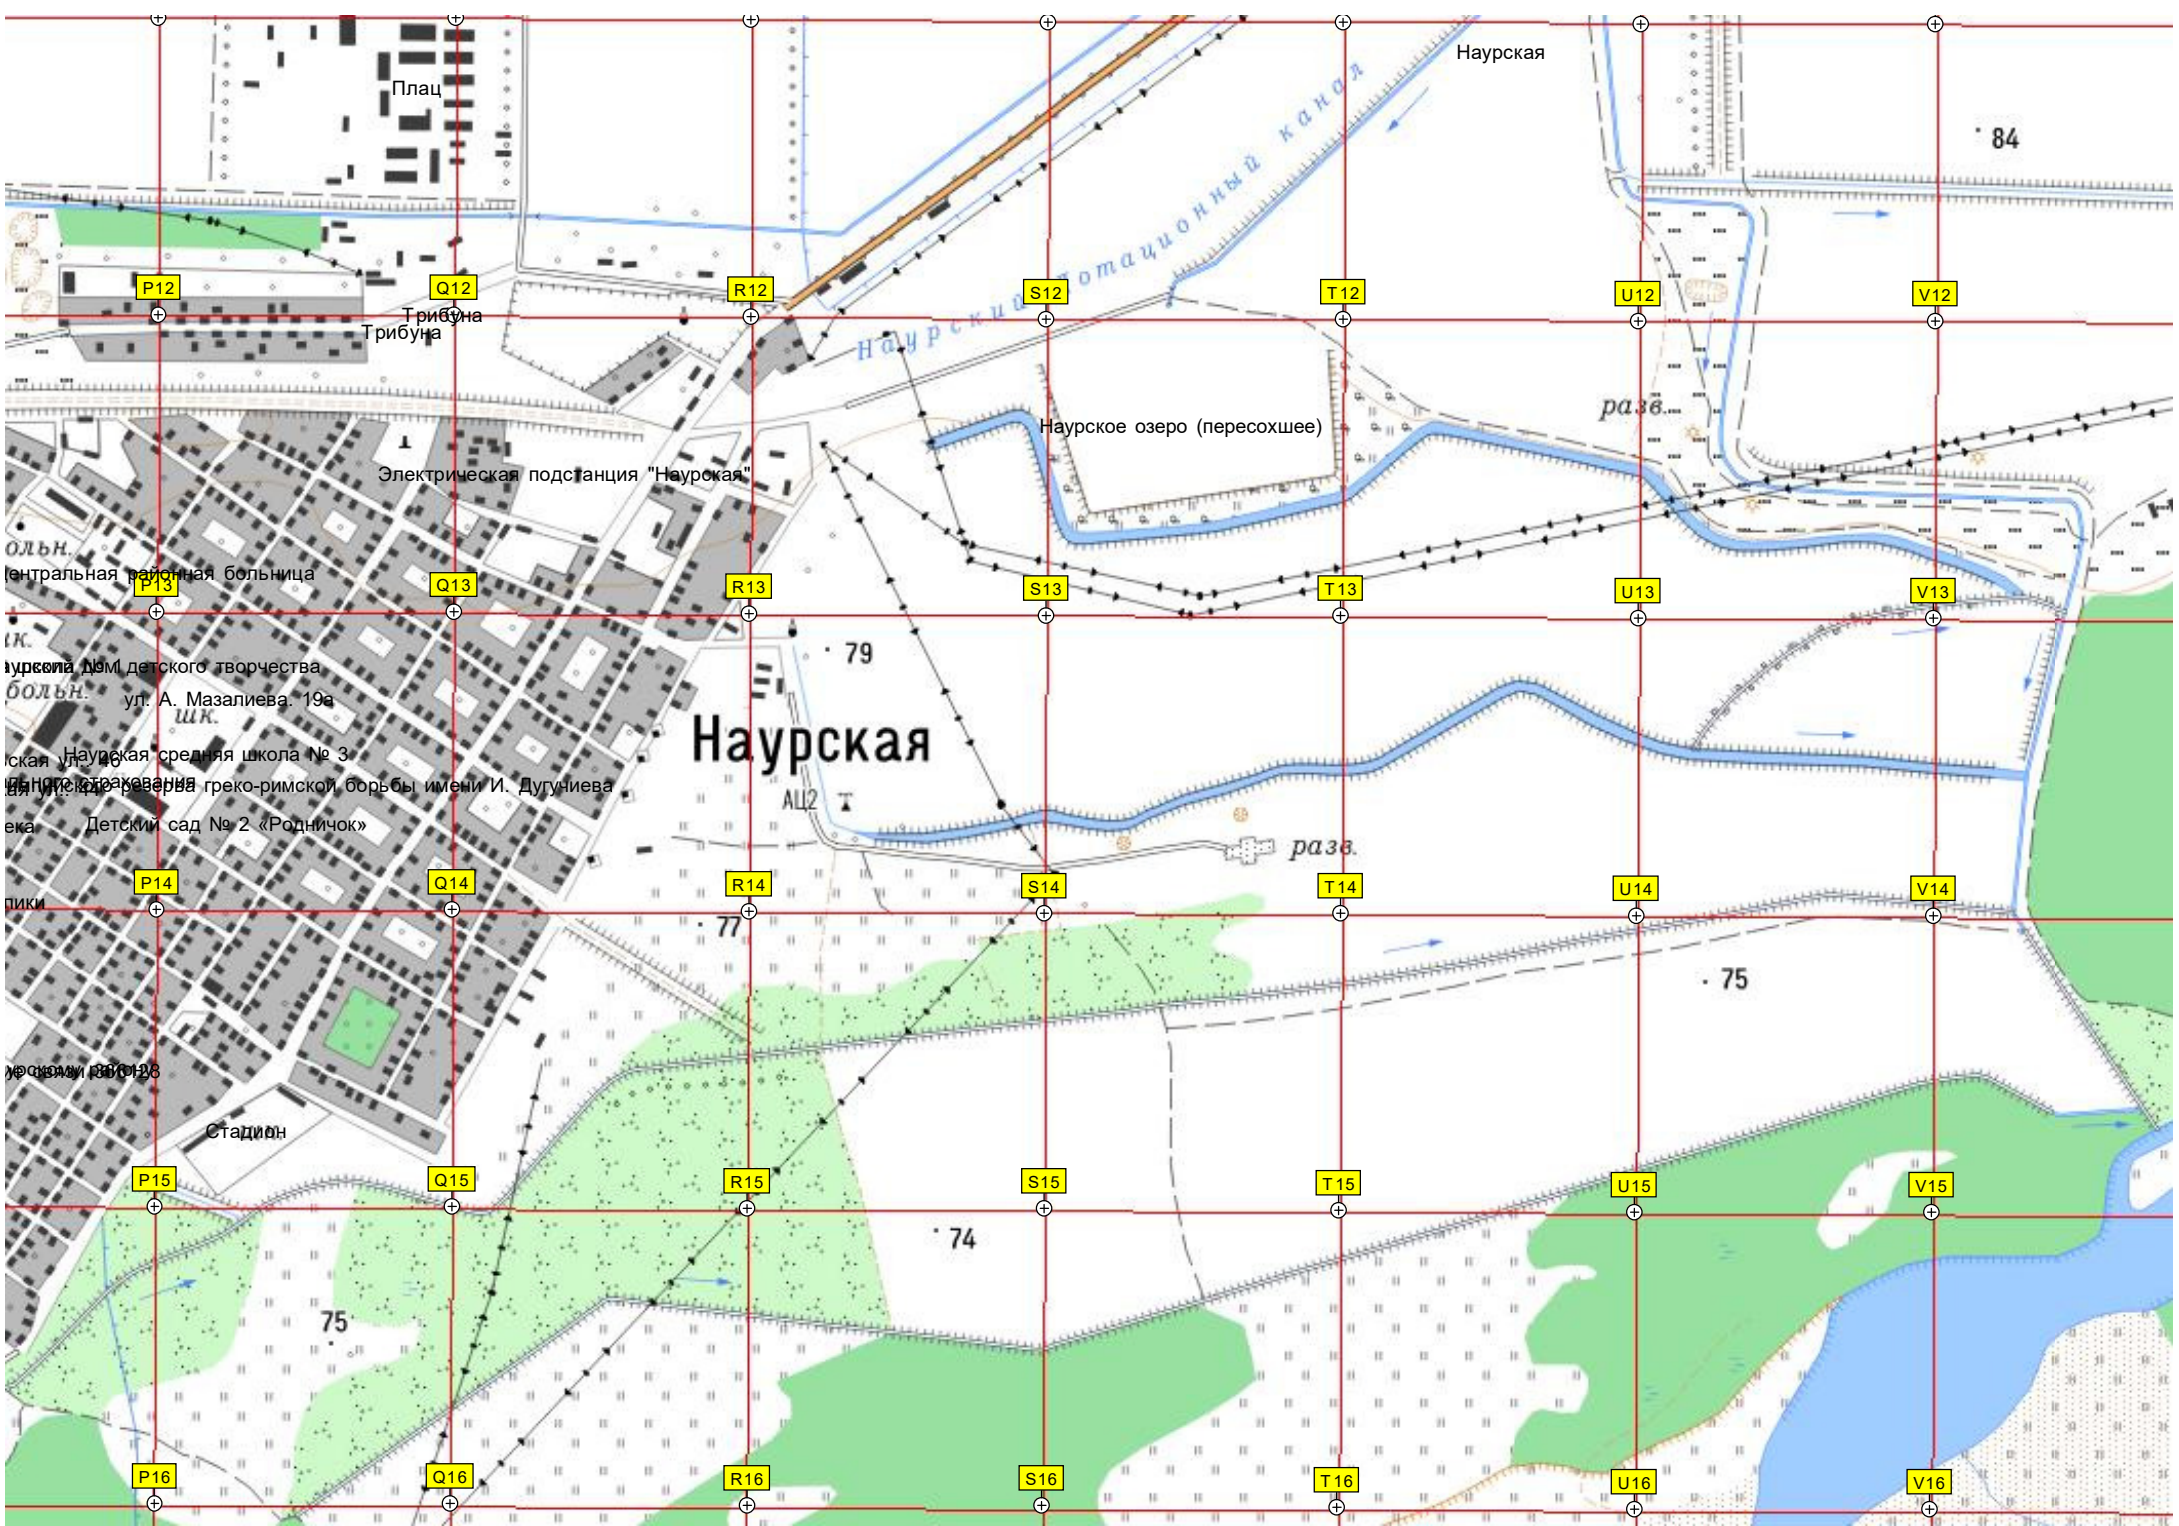 Наурская
Плац
84
Наурский ротационный канал
P12
Q12
R12
S12
T12
U12
V12
Трибуна
Трибуна
разв.
Наурское озеро (пересохшее)
Электрическая подстанция "Наурская"
больн.
Центральная районная больница
P13
Q13
R13
S13
T13
U13
V13
79
детского творчества
больн.
ул. А. Мазалиева. 19а
шк.
Наурская
Наурская средняя школа № 3
резерва греко-римской борьбы имени И. Дугучиева
АЦ2
Детский сад № 2 «Родничок»
разв.
P14
Q14
R14
S14
T14
U14
V14
77
75
Стадион
P15
Q15
R15
S15
T15
U15
V15
74
75
P16
Q16
R16
S16
T16
U16
V16